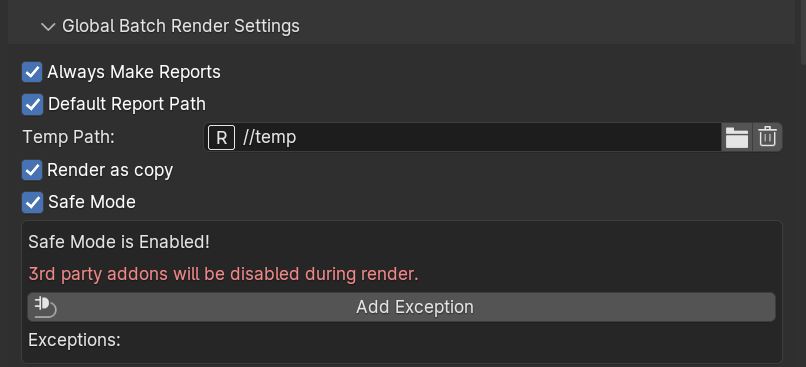 Global Batch Render Settings
Always Make Reports
Default Report Path
Temp Path: R //temp
Render as copy
Safe Mode
Safe Mode is Enabled!
3rd party addons will be disabled during render.
Add Exception
Exceptions: